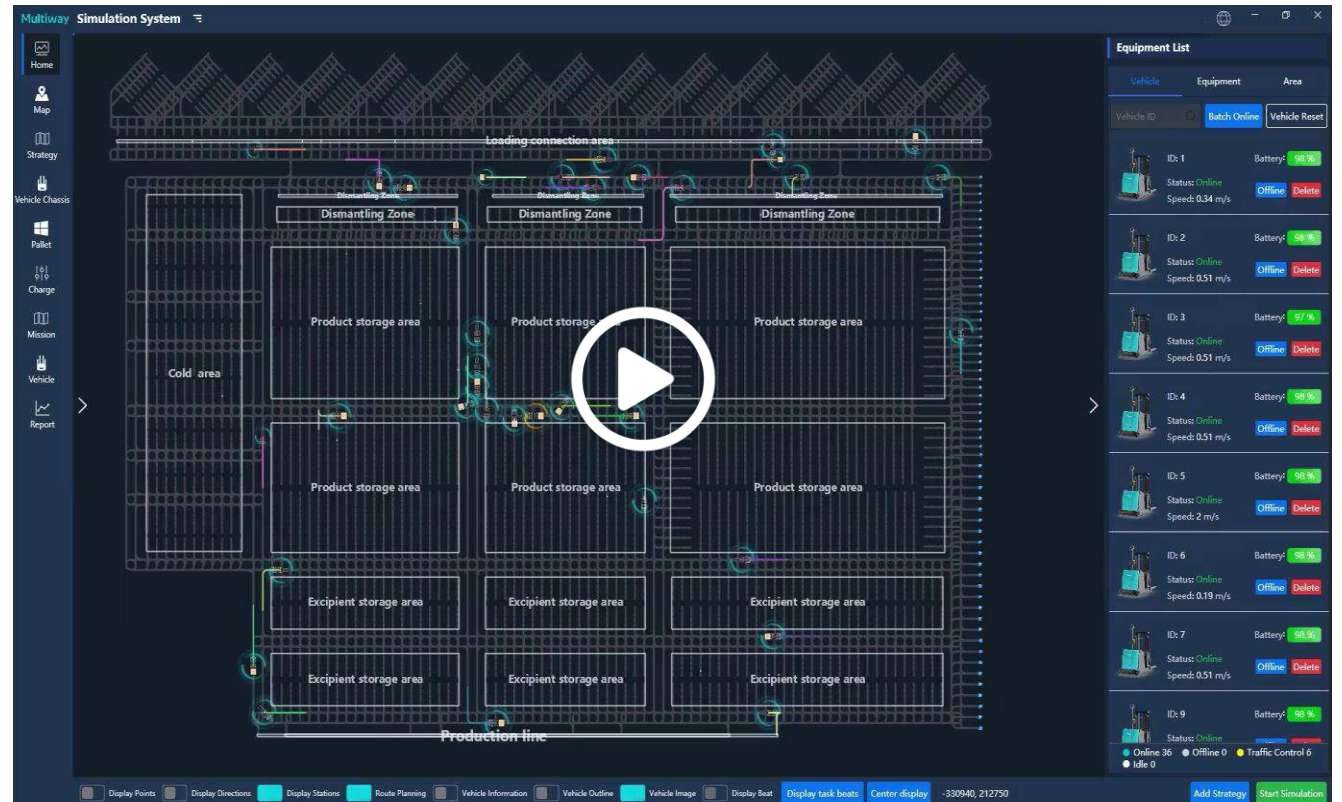 Multiway Simulation System
Home
Map
Strategy
Vehicle Chassis
Pallet
Charge
Mission
Vehicle
Report
Loading connection area
Dismantling Zone
Dismantling Zone
Dismantling Zone
Dismantling Zone
Dismantling Zone
Dismantling Zone
Product storage area
Product storage area
Product storage area
Cold area
Product storage area
Product storage area
Product storage area
Excipient storage area
Excipient storage area
Excipient storage area
Excipient storage area
Excipient storage area
Excipient storage area
Production line
Equipment List
Vehicle Equipment Area
Vehicle ID Batch Online Vehicle Reset
ID: 1 Battery: 98 %
Status: Online Offline Delete
Speed: 0.34 m/s
ID: 2 Battery: 98 %
Status: Online Offline Delete
Speed: 0.51 m/s
ID: 3 Battery: 97 %
Status: Online Offline Delete
Speed: 0.51 m/s
ID: 4 Battery: 98 %
Status: Online Offline Delete
Speed: 0.51 m/s
ID: 5 Battery: 98 %
Status: Online Offline Delete
Speed: 2 m/s
ID: 6 Battery: 98 %
Status: Online Offline Delete
Speed: 0.19 m/s
ID: 7 Battery: 98 %
Status: Online Offline Delete
Speed: 0.51 m/s
ID: 9 Battery: 98 %
Status: Online
Online 36 Offline 0 Traffic Control 6
Idle 0
Display Points Display Directions Display Stations Route Planning Vehicle Information Vehicle Outline Vehicle Image Display Beat Display task beats Center display -330940, 212750 Add Strategy Start Simulation